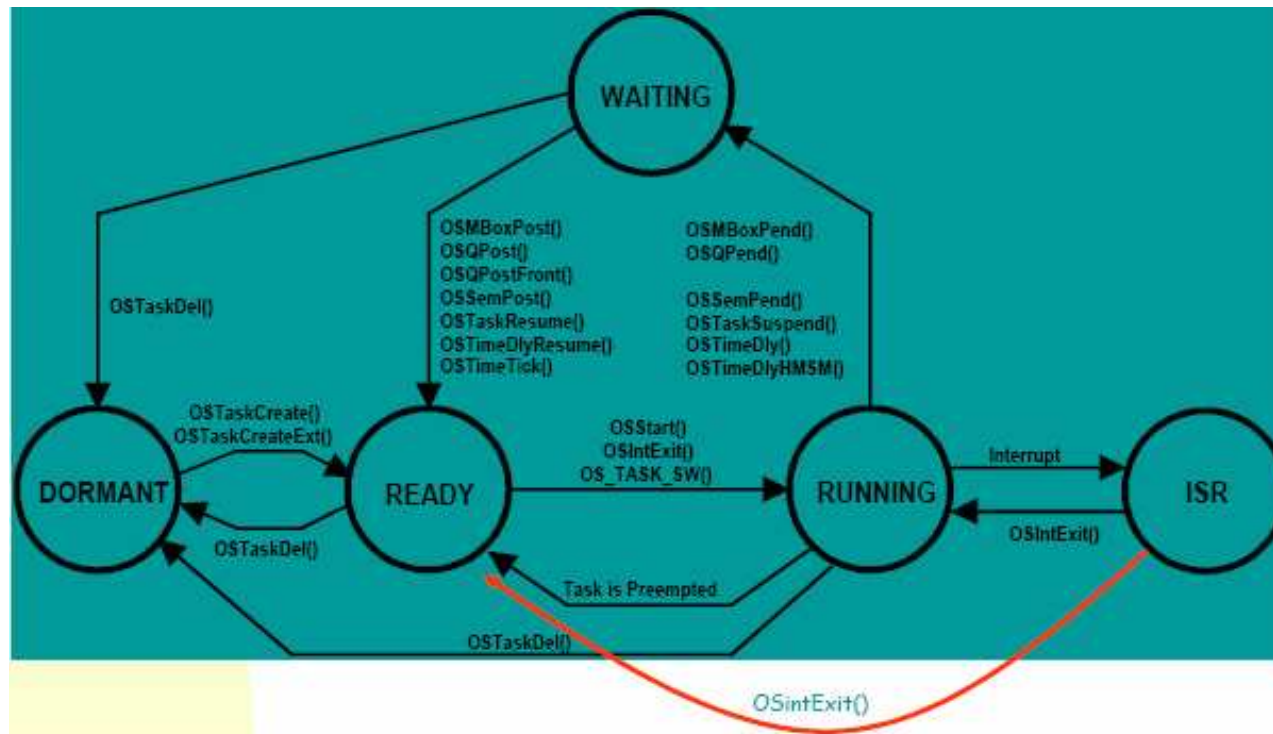 WAITING
OSMBoxPost()
OSQPost()
OSQPostFront()
OSSemPost()
OSTaskResume()
OSTimeDlyResume()
OSTimeTick()
OSMBoxPend()
OSQPend()
OSSemPend()
OSTaskSuspend()
OSTimeDly()
OSTimeDlyHMSM()
OSTaskDel()
OSTaskCreate()
OSTaskCreateExt()
OSStart()
OSIntExit()
OS_TASK_SW()
Interrupt
DORMANT
READY
RUNNING
ISR
OSTaskDel()
OSIntExit()
Task is Preempted
OSTaskDel()
OSintExit()